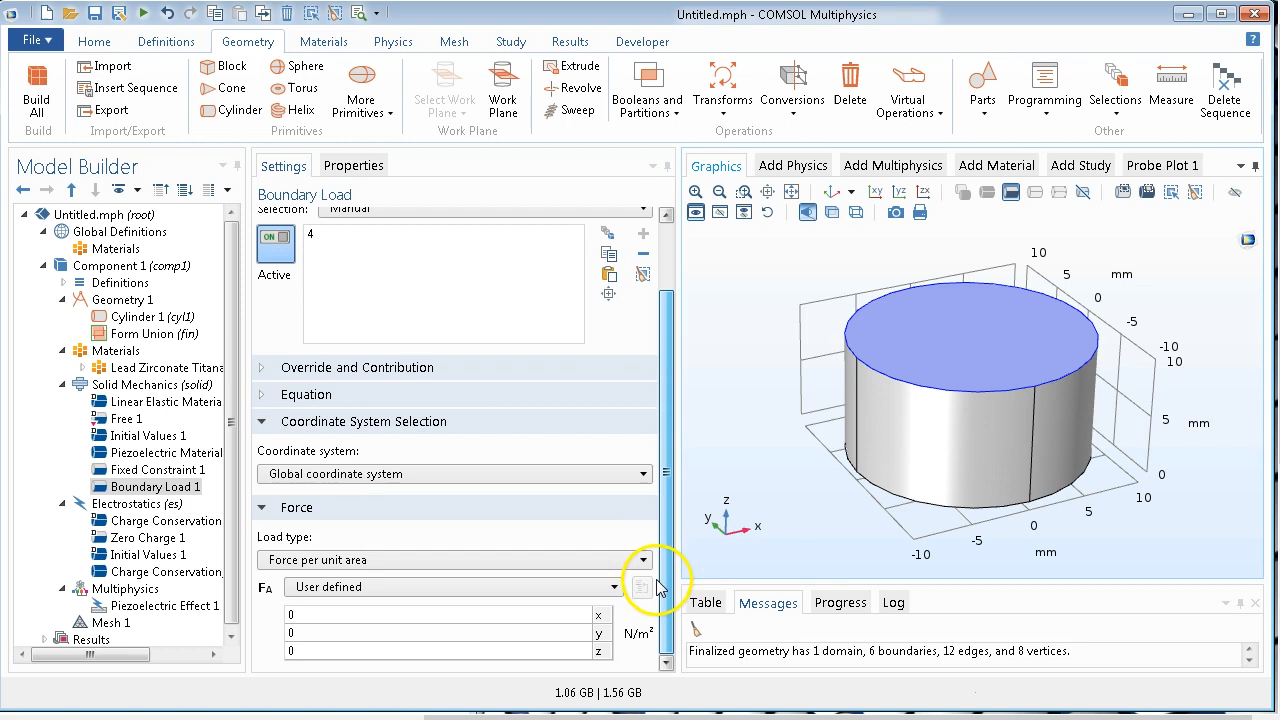 Untitled.mph - COMSOL Multiphysics
File Home Definitions Geometry Materials Physics Mesh Study Results Developer
Import Block Sphere Extrude
Insert Sequence Cone Torus Revolve
Export Cylinder Helix Sweep
Build All
More Primitives
Select Work Plane
Work Plane
Booleans and Partitions
Transforms
Conversions
Delete
Virtual Operations
Parts
Programming
Selections
Measure
Delete Sequence
Build Import/Export Primitives Work Plane Operations Other
Model Builder
Untitled.mph (root)
Global Definitions
Materials
Component 1 (comp1)
Definitions
Geometry 1
Cylinder 1 (cyl1)
Form Union (fin)
Materials
Lead Zirconate Titana
Solid Mechanics (solid)
Linear Elastic Materia
Free 1
Initial Values 1
Piezoelectric Material
Fixed Constraint 1
Boundary Load 1
Electrostatics (es)
Charge Conservation
Zero Charge 1
Initial Values 1
Charge Conservation
Multiphysics
Piezoelectric Effect 1
Mesh 1
Results
Settings Properties
Boundary Load
Selection: Manual
ON
Active
4
Override and Contribution
Equation
Coordinate System Selection
Coordinate system:
Global coordinate system
Force
Load type:
Force per unit area
FA User defined
0 x
0 y N/m²
0 z
Graphics Add Physics Add Multiphysics Add Material Add Study Probe Plot 1
xy yz zx
10
5
mm
0
-5
-10
10
5
mm
0
10
5
0
mm
-5
-10
z
y
x
Table Messages Progress Log
Finalized geometry has 1 domain, 6 boundaries, 12 edges, and 8 vertices.
1.06 GB | 1.56 GB